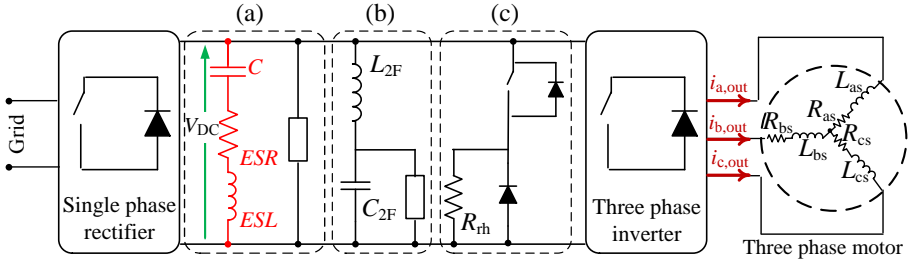 (a)
(b)
(c)
Grid
Single phase
rectifier
V_DC
C
ESR
ESL
L_2F
C_2F
R_rh
Three phase
inverter
i_a,out
i_b,out
i_c,out
L_as
R_as
R_bs
L_bs
R_cs
L_cs
Three phase motor